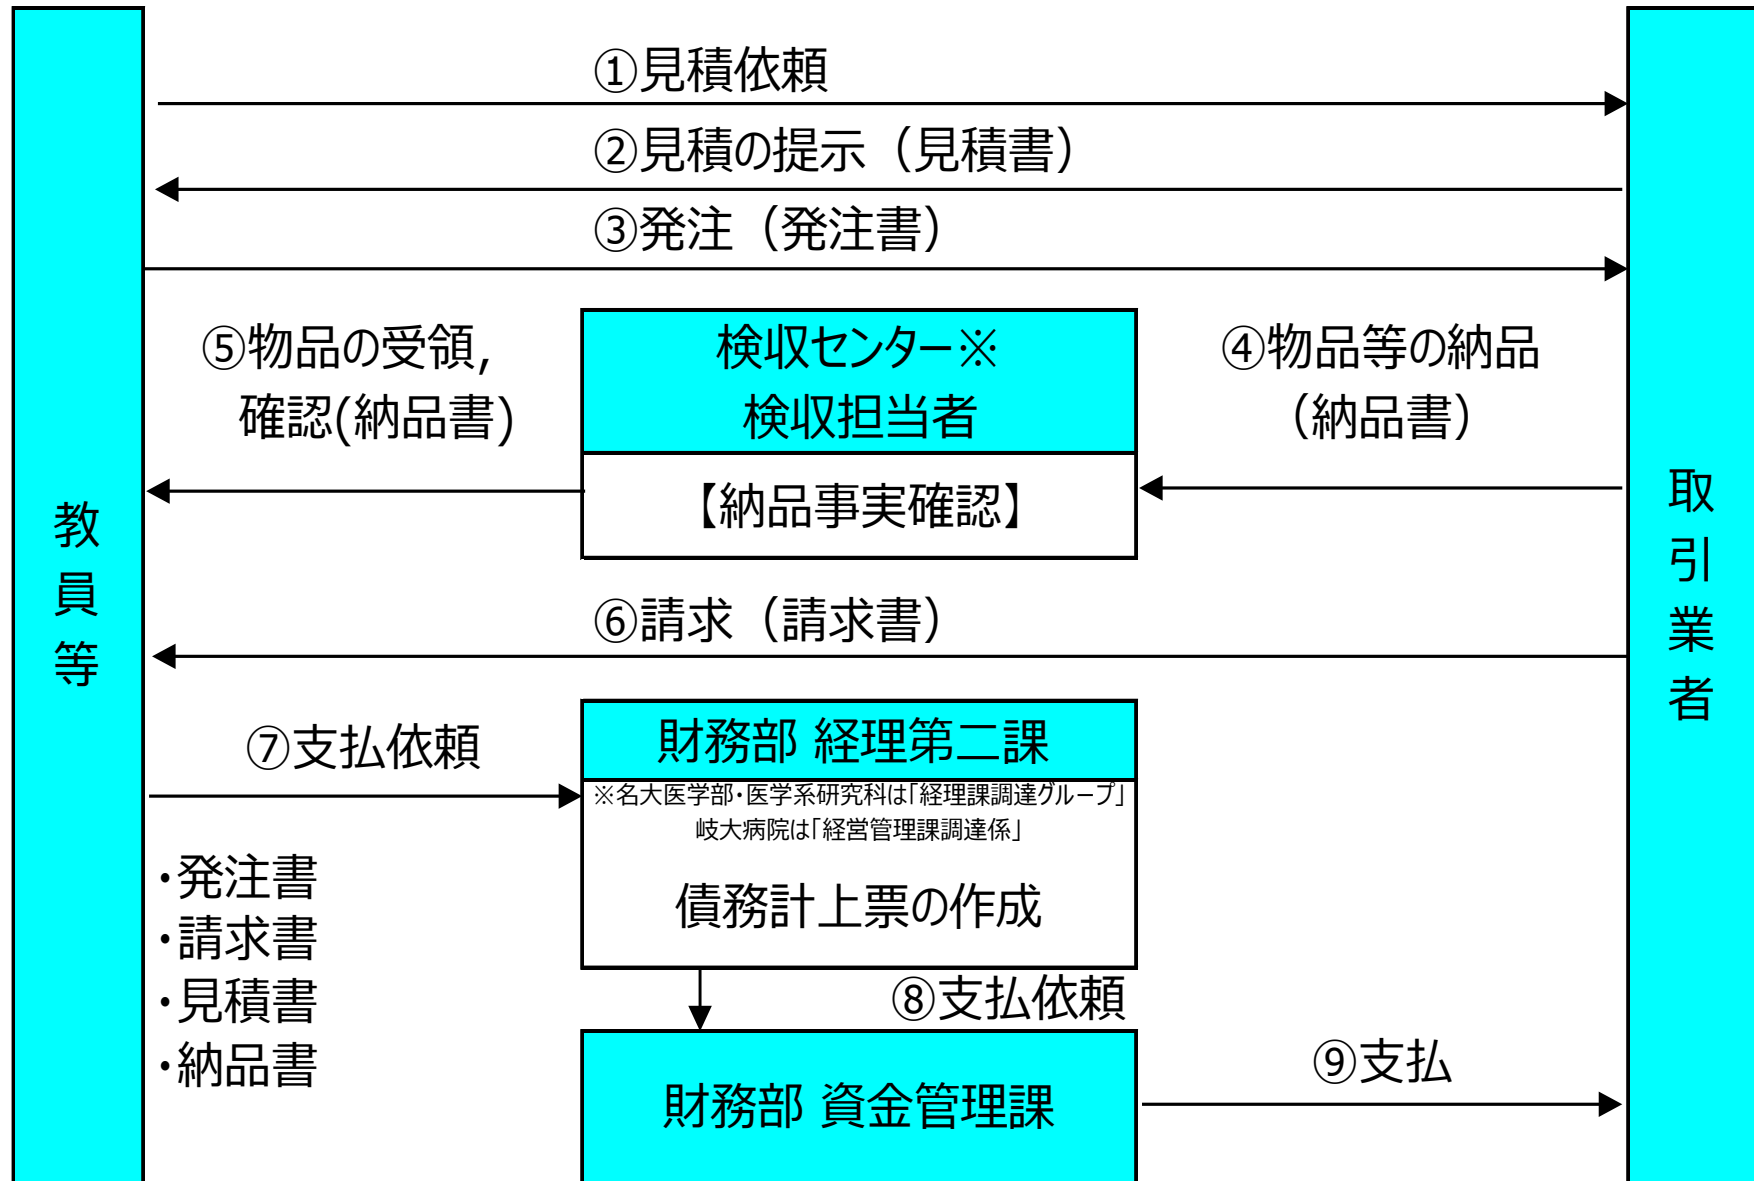 ①見積依頼
②見積の提示（見積書）
③発注（発注書）
⑤物品の受領,
確認(納品書)
検収センター※
検収担当者
【納品事実確認】
④物品等の納品
（納品書）
教員等
取引業者
⑥請求（請求書）
⑦支払依頼
・発注書
・請求書
・見積書
・納品書
財務部 経理第二課
※名大医学部・医学系研究科は「経理課調達グループ」
岐大病院は「経営管理課調達係」
債務計上票の作成
⑧支払依頼
財務部 資金管理課
⑨支払